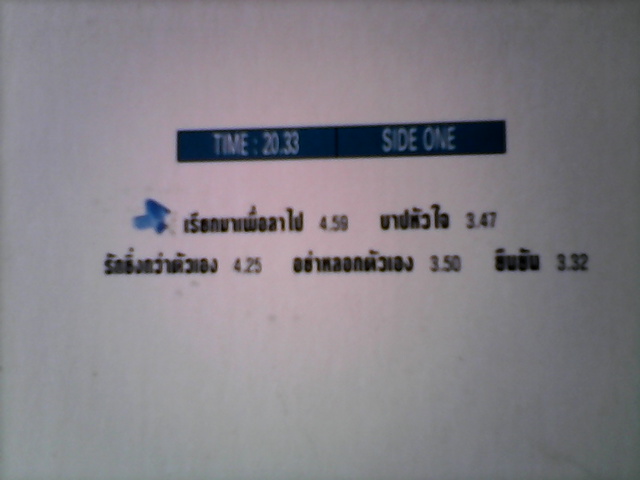 TIME : 20.33 SIDE ONE
เรียกมาเพื่อลาไป 4.59 บาปหัวใจ 3.47
รักยิ่งกว่าตัวเอง 4.25 อย่าหลอกตัวเอง 3.50 ยืนยัน 3.32